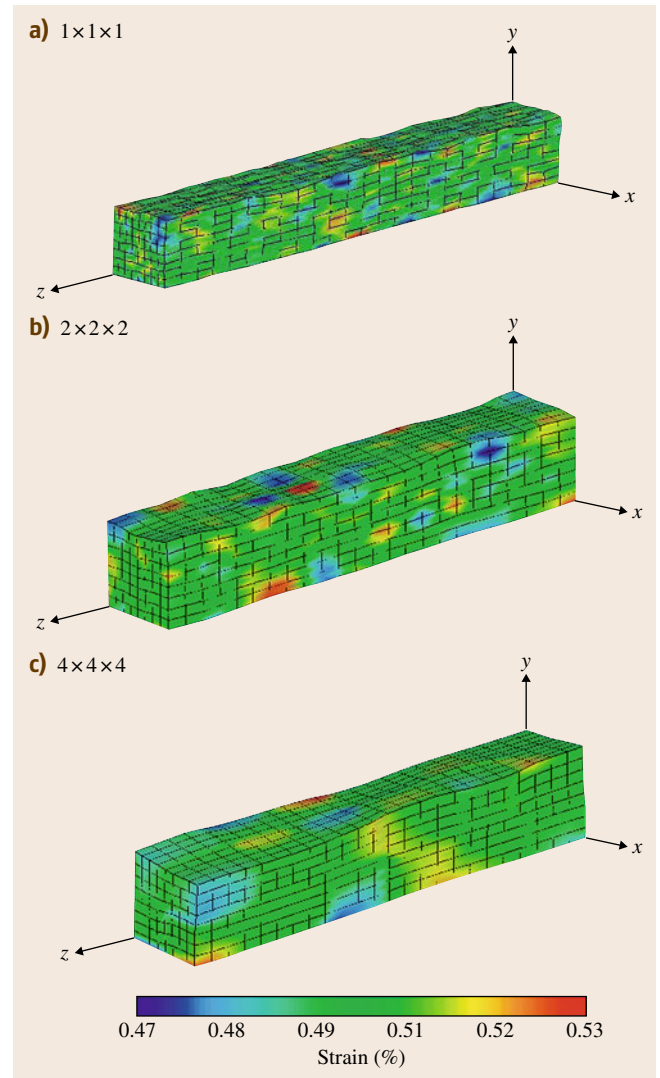 a) 1×1×1
y
x
z
b) 2×2×2
y
x
z
c) 4×4×4
y
x
z
0.47 0.48 0.49 0.51 0.52 0.53
Strain (%)